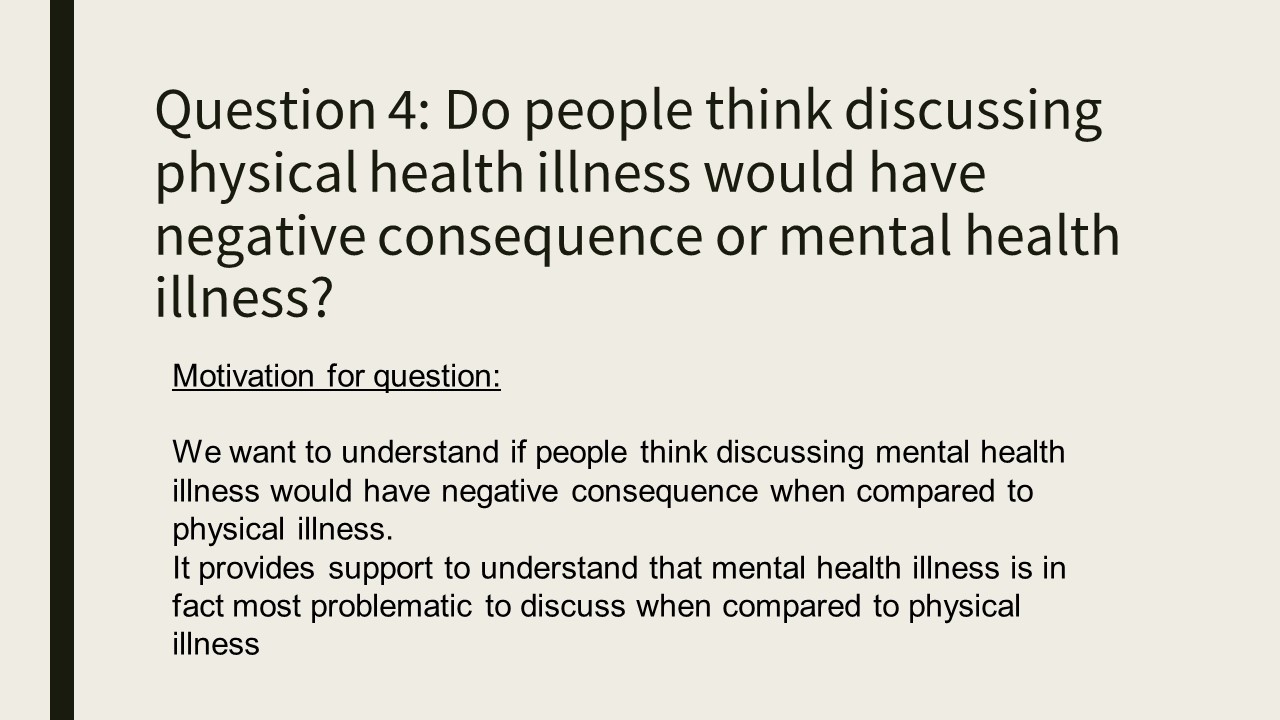 Question 4: Do people think discussing
physical health illness would have
negative consequence or mental health
illness?
Motivation for question:
We want to understand if people think discussing mental health
illness would have negative consequence when compared to
physical illness.
It provides support to understand that mental health illness is in
fact most problematic to discuss when compared to physical
illness